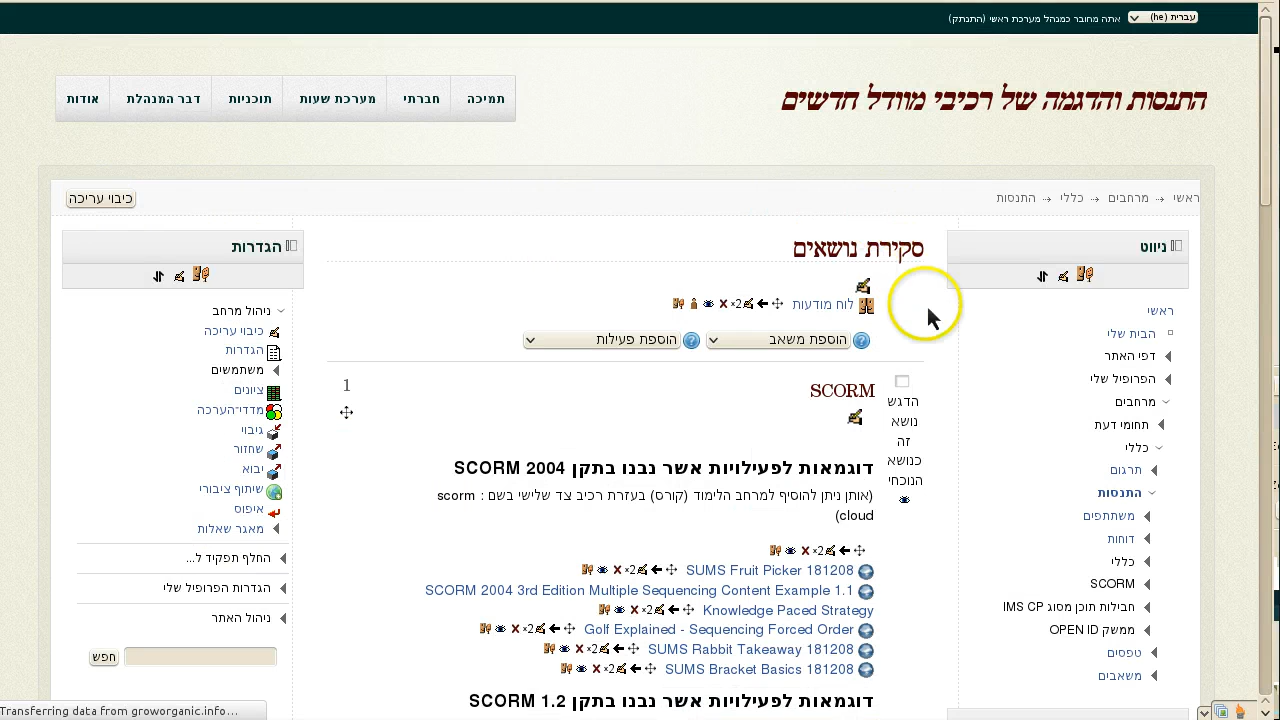 עברית (he)
אתה מחובר כמנהל מערכת ראשי (התנתק)
התנסות והדגמה של רכיבי מוודל חדשים
תמיכה
חברתי
מערכת שעות
תוכניות
דבר המנהלת
אודות
ראשי → מרחבים → כללי → התנסות
כיבוי עריכה
ניווט
ראשי
הבית שלי
דפי האתר
הפרופיל שלי
מרחבים
תחומי דעת
כללי
תרגום
התנסות
משתתפים
דוחות
כללי
SCORM
חבילות תוכן מסוג IMS CP
ממשק OPEN ID
טפסים
משאבים
סקירת נושאים
לוח מודעות
הוספת משאב
הוספת פעילות
הדגש
נושא
זה
כנושא
הנוכחי
SCORM
1
דוגמאות לפעילויות אשר נבנו בתקן SCORM 2004
(אותן ניתן להוסיף למרחב הלימוד (קורס) בעזרת רכיב צד שלישי בשם : scorm
cloud)
SUMS Fruit Picker 181208
SCORM 2004 3rd Edition Multiple Sequencing Content Example 1.1
Knowledge Paced Strategy
Golf Explained - Sequencing Forced Order
SUMS Rabbit Takeaway 181208
SUMS Bracket Basics 181208
דוגמאות לפעילויות אשר נבנו בתקן SCORM 1.2
הגדרות
ניהול מרחב
כיבוי עריכה
הגדרות
משתמשים
ציונים
מדדי־הערכה
גיבוי
שחזור
יבוא
שיתוף ציבורי
איפוס
מאגר שאלות
החלף תפקיד ל...
הגדרות הפרופיל שלי
ניהול האתר
חפש
Transferring data from groworganic.info...